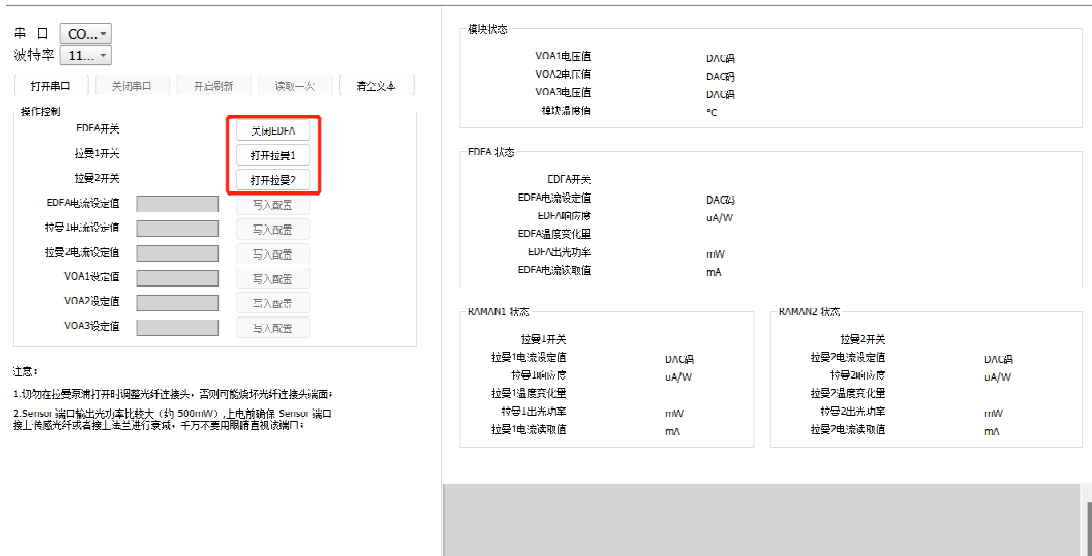 串 口 CO...
波特率 11...
打开串口 关闭串口 开启刷新 读取一次 清空文本
操作控制
EDFA开关 关闭EDFA
拉曼1开关 打开拉曼1
拉曼2开关 打开拉曼2
EDFA电流设定值 写入配置
拉曼1电流设定值 写入配置
拉曼2电流设定值 写入配置
VOA1设定值 写入配置
VOA2设定值 写入配置
VOA3设定值 写入配置
注意：
1.切勿在拉曼泵浦打开时调整光纤连接头，否则可能烧坏光纤连接头端面；
2.Sensor 端口输出光功率比较大（约 500mW）,上电前确保 Sensor 端口
接上传感光纤或者接上法兰进行衰减，千万不要用眼睛直视该端口；
模块状态
VOA1电压值 DAC码
VOA2电压值 DAC码
VOA3电压值 DAC码
模块温度值 °C
EDFA 状态
EDFA开关
EDFA电流设定值 DAC码
EDFA响应度 uA/W
EDFA温度变化量
EDFA出光功率 mW
EDFA电流读取值 mA
RAMAN1 状态
拉曼1开关
拉曼1电流设定值 DAC码
拉曼1响应度 uA/W
拉曼1温度变化量
拉曼1出光功率 mW
拉曼1电流读取值 mA
RAMAN2 状态
拉曼2开关
拉曼2电流设定值 DAC码
拉曼2响应度 uA/W
拉曼2温度变化量
拉曼2出光功率 mW
拉曼2电流读取值 mA